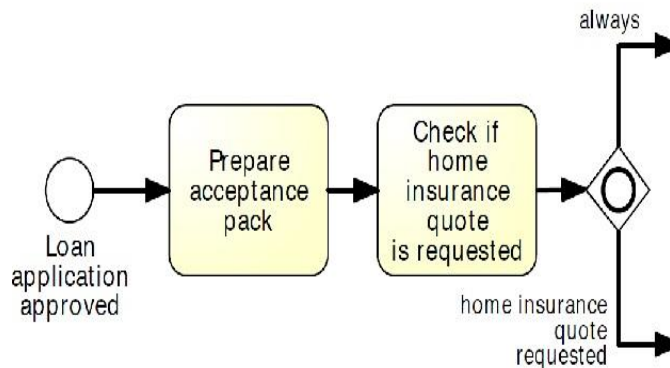 always
Prepare
acceptance
pack
Check if
home
insurance
quote
is requested
Loan
application
approved
home insurance
quote
requested